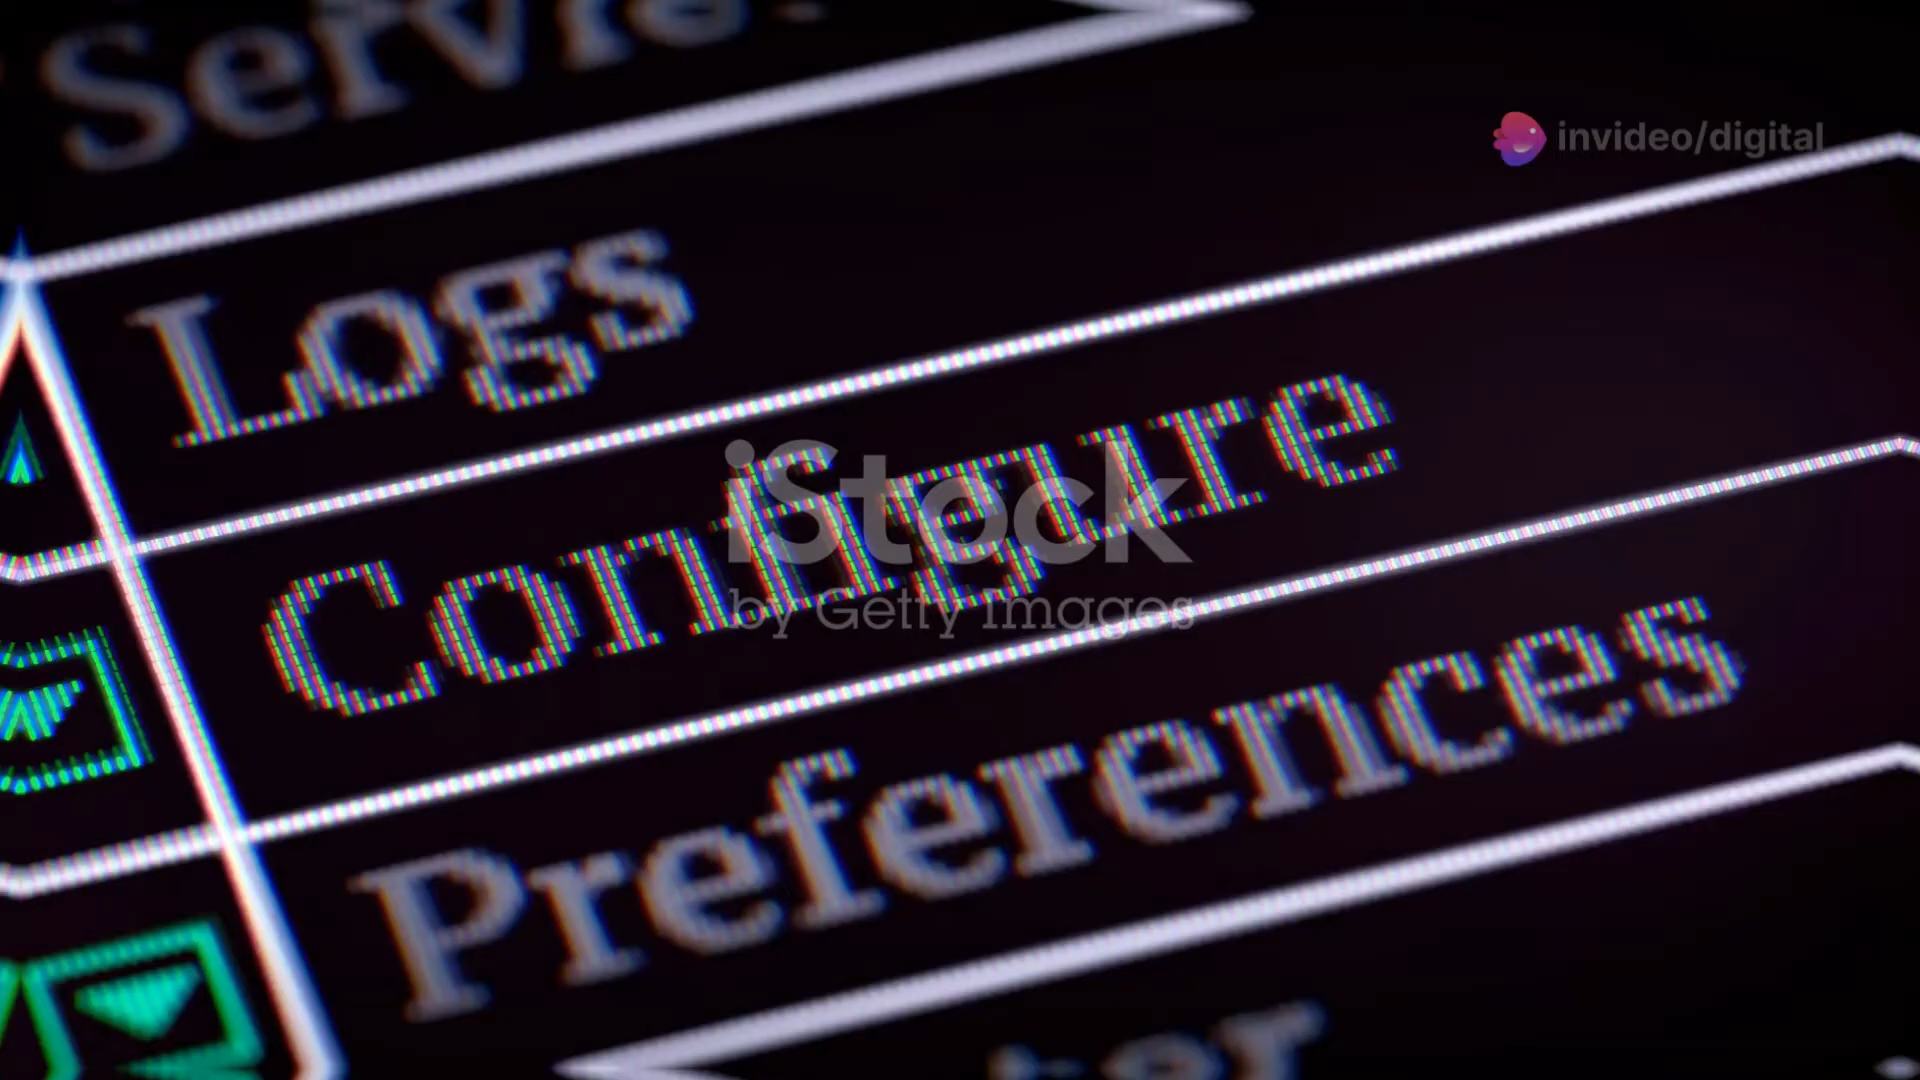 invideo/digital
Logs
Configure
iStock
by Getty Images
Preferences